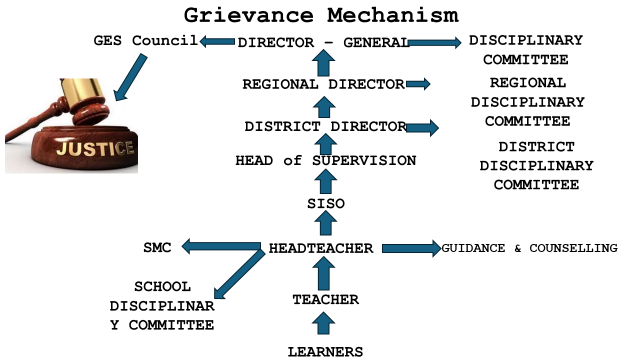 Grievance Mechanism
GES Council
DIRECTOR – GENERAL
DISCIPLINARY
COMMITTEE
REGIONAL DIRECTOR
REGIONAL
DISCIPLINARY
COMMITTEE
JUSTICE
DISTRICT DIRECTOR
DISTRICT
DISCIPLINARY
COMMITTEE
HEAD of SUPERVISION
SISO
SMC
HEADTEACHER
GUIDANCE & COUNSELLING
SCHOOL
DISCIPLINAR
Y COMMITTEE
TEACHER
LEARNERS